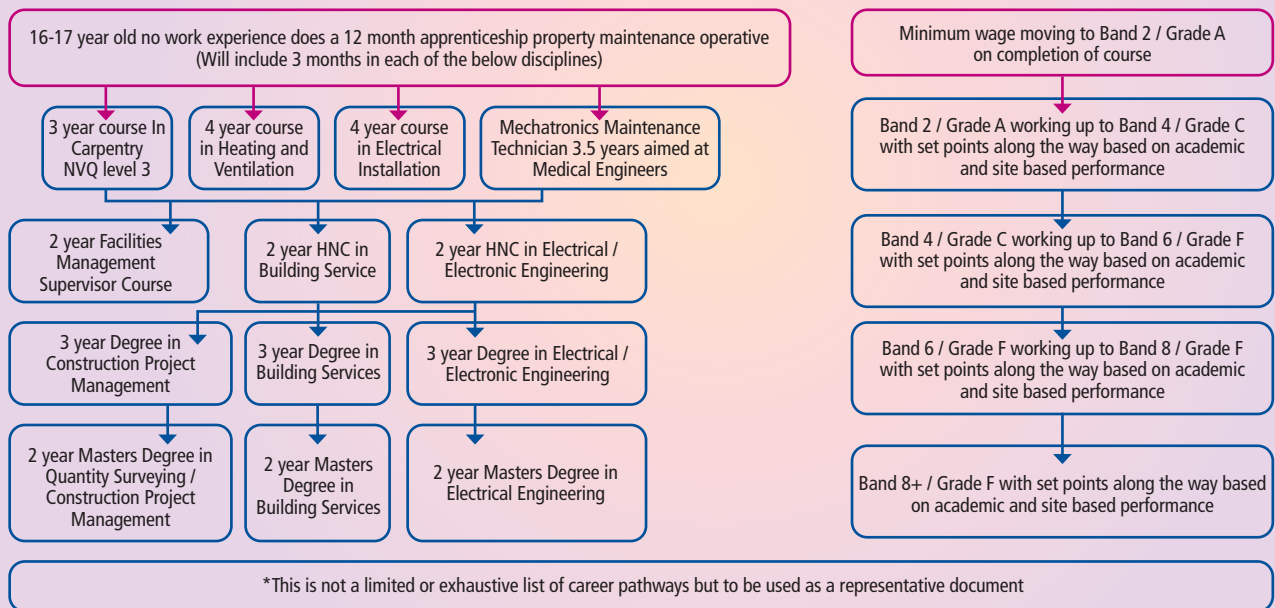 16-17 year old no work experience does a 12 month apprenticeship property maintenance operative
(Will include 3 months in each of the below disciplines)
3 year course In
Carpentry
NVQ level 3
4 year course
in Heating and
Ventilation
4 year course
in Electrical
Installation
Mechatronics Maintenance
Technician 3.5 years aimed at
Medical Engineers
2 year Facilities
Management
Supervisor Course
2 year HNC in
Building Service
2 year HNC in Electrical /
Electronic Engineering
3 year Degree in
Construction Project
Management
3 year Degree in
Building Services
3 year Degree in Electrical /
Electronic Engineering
2 year Masters Degree in
Quantity Surveying /
Construction Project
Management
2 year Masters
Degree in
Building Services
2 year Masters Degree in
Electrical Engineering
Minimum wage moving to Band 2 / Grade A
on completion of course
Band 2 / Grade A working up to Band 4 / Grade C
with set points along the way based on academic
and site based performance
Band 4 / Grade C working up to Band 6 / Grade F
with set points along the way based on academic
and site based performance
Band 6 / Grade F working up to Band 8 / Grade F
with set points along the way based on academic
and site based performance
Band 8+ / Grade F with set points along the way based
on academic and site based performance
*This is not a limited or exhaustive list of career pathways but to be used as a representative document